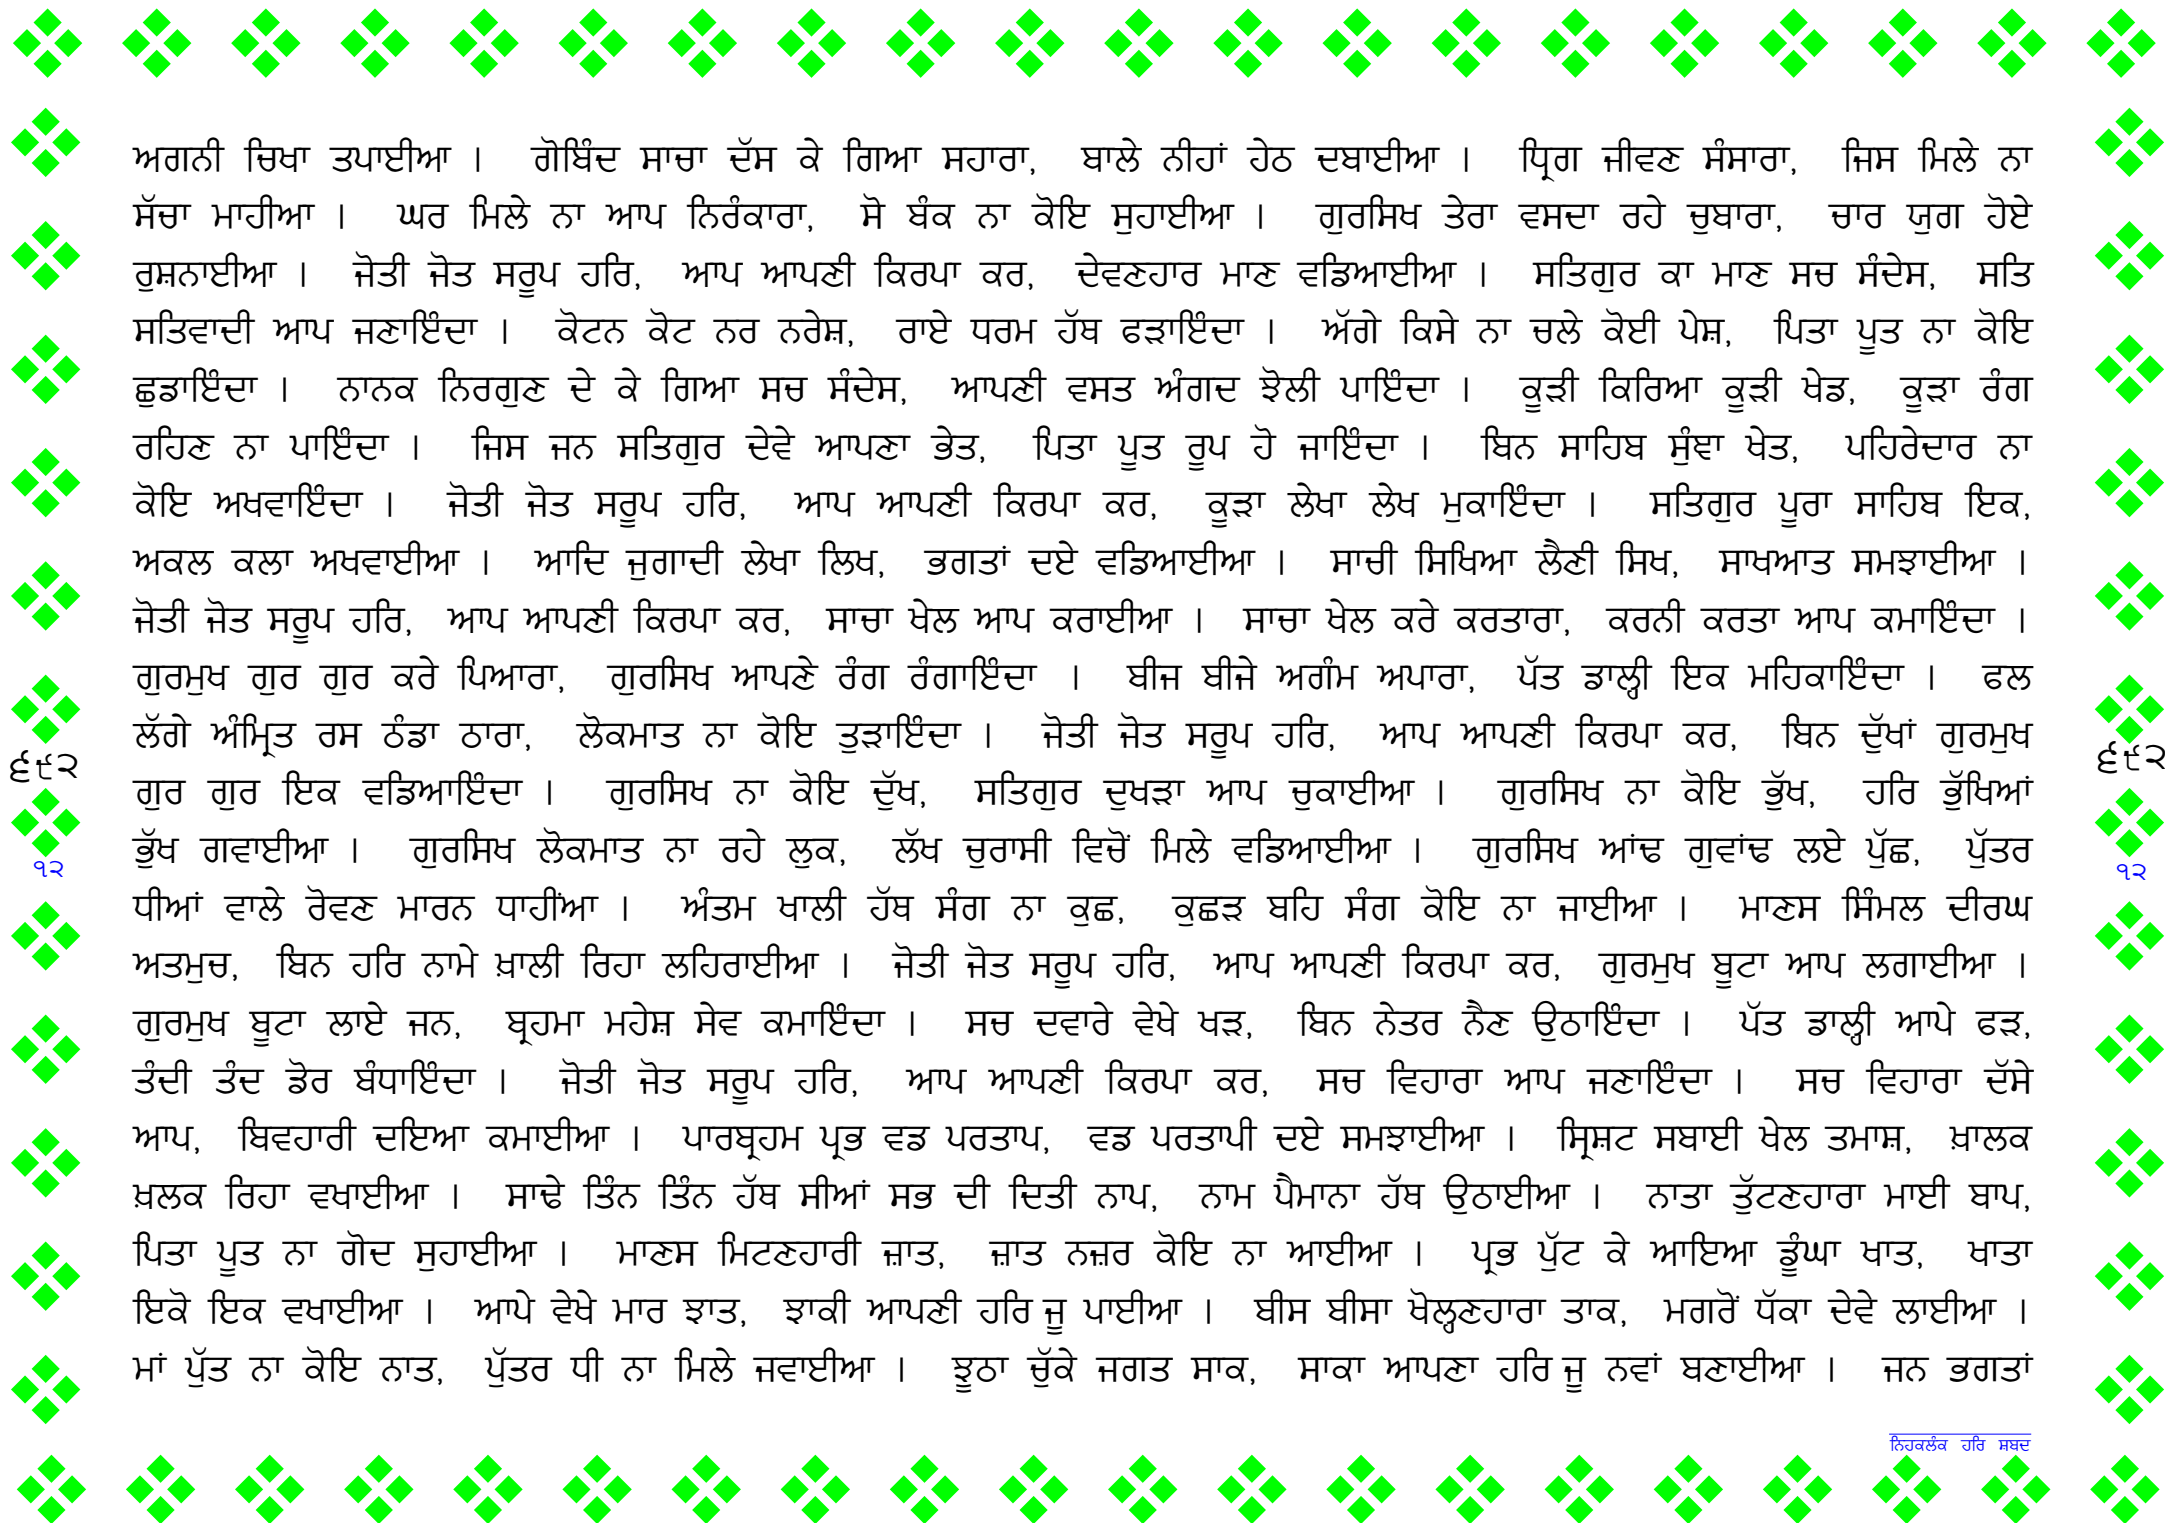 ਅਗਨੀ ਚਿਖਾ ਤਪਾਈਆ । ਗੋਬਿੰਦ ਸਾਚਾ ਦੱਸ ਕੇ ਗਿਆ ਸਹਾਰਾ, ਬਾਲੇ ਨੀਹਾਂ ਹੇਠ ਦਬਾਈਆ । ਧ੍ਰਿਗ ਜੀਵਣ ਸੰਸਾਰਾ, ਜਿਸ ਮਿਲੇ ਨਾ
ਸੱਚਾ ਮਾਹੀਆ । ਘਰ ਮਿਲੇ ਨਾ ਆਪ ਨਿਰੰਕਾਰਾ, ਸੋ ਬੰਕ ਨਾ ਕੋਇ ਸੁਹਾਈਆ । ਗੁਰਸਿਖ ਤੇਰਾ ਵਸਦਾ ਰਹੇ ਚੁਬਾਰਾ, ਚਾਰ ਯੁਗ ਹੋਏ
ਰੁਸ਼ਨਾਈਆ । ਜੋਤੀ ਜੋਤ ਸਰੂਪ ਹਰਿ, ਆਪ ਆਪਣੀ ਕਿਰਪਾ ਕਰ, ਦੇਵਣਹਾਰ ਮਾਣ ਵਡਿਆਈਆ । ਸਤਿਗੁਰ ਕਾ ਮਾਣ ਸਚ ਸੰਦੇਸ, ਸਤਿ
ਸਤਿਵਾਦੀ ਆਪ ਜਣਾਇੰਦਾ । ਕੋਟਨ ਕੋਟ ਨਰ ਨਰੇਸ਼, ਰਾਏ ਧਰਮ ਹੱਥ ਫੜਾਇੰਦਾ । ਅੱਗੇ ਕਿਸੇ ਨਾ ਚਲੇ ਕੋਈ ਪੇਸ਼, ਪਿਤਾ ਪੂਤ ਨਾ ਕੋਇ
ਛੁਡਾਇੰਦਾ । ਨਾਨਕ ਨਿਰਗੁਣ ਦੇ ਕੇ ਗਿਆ ਸਚ ਸੰਦੇਸ, ਆਪਣੀ ਵਸਤ ਅੰਗਦ ਝੋਲੀ ਪਾਇੰਦਾ । ਕੂੜੀ ਕਿਰਿਆ ਕੂੜੀ ਖੇਡ, ਕੂੜਾ ਰੰਗ
ਰਹਿਣ ਨਾ ਪਾਇੰਦਾ । ਜਿਸ ਜਨ ਸਤਿਗੁਰ ਦੇਵੇ ਆਪਣਾ ਭੇਤ, ਪਿਤਾ ਪੂਤ ਰੂਪ ਹੋ ਜਾਇੰਦਾ । ਬਿਨ ਸਾਹਿਬ ਸੁੰਞਾ ਖੇਤ, ਪਹਿਰੇਦਾਰ ਨਾ
ਕੋਇ ਅਖਵਾਇੰਦਾ । ਜੋਤੀ ਜੋਤ ਸਰੂਪ ਹਰਿ, ਆਪ ਆਪਣੀ ਕਿਰਪਾ ਕਰ, ਕੂੜਾ ਲੇਖਾ ਲੇਖ ਮੁਕਾਇੰਦਾ । ਸਤਿਗੁਰ ਪੂਰਾ ਸਾਹਿਬ ਇਕ,
ਅਕਲ ਕਲਾ ਅਖਵਾਈਆ । ਆਦਿ ਜੁਗਾਦੀ ਲੇਖਾ ਲਿਖ, ਭਗਤਾਂ ਦਏ ਵਡਿਆਈਆ । ਸਾਚੀ ਸਿਖਿਆ ਲੈਣੀ ਸਿਖ, ਸਾਖਆਤ ਸਮਝਾਈਆ ।
ਜੋਤੀ ਜੋਤ ਸਰੂਪ ਹਰਿ, ਆਪ ਆਪਣੀ ਕਿਰਪਾ ਕਰ, ਸਾਚਾ ਖੇਲ ਆਪ ਕਰਾਈਆ । ਸਾਚਾ ਖੇਲ ਕਰੇ ਕਰਤਾਰਾ, ਕਰਨੀ ਕਰਤਾ ਆਪ ਕਮਾਇੰਦਾ ।
ਗੁਰਮੁਖ ਗੁਰ ਗੁਰ ਕਰੇ ਪਿਆਰਾ, ਗੁਰਸਿਖ ਆਪਣੇ ਰੰਗ ਰੰਗਾਇੰਦਾ । ਬੀਜ ਬੀਜੇ ਅਗੰਮ ਅਪਾਰਾ, ਪੱਤ ਡਾਲ੍ਹੀ ਇਕ ਮਹਿਕਾਇੰਦਾ । ਫਲ
ਲੱਗੇ ਅੰਮ੍ਰਿਤ ਰਸ ਠੰਡਾ ਠਾਰਾ, ਲੋਕਮਾਤ ਨਾ ਕੋਇ ਤੁੜਾਇੰਦਾ । ਜੋਤੀ ਜੋਤ ਸਰੂਪ ਹਰਿ, ਆਪ ਆਪਣੀ ਕਿਰਪਾ ਕਰ, ਬਿਨ ਦੁੱਖਾਂ ਗੁਰਮੁਖ
ਗੁਰ ਗੁਰ ਇਕ ਵਡਿਆਇੰਦਾ । ਗੁਰਸਿਖ ਨਾ ਕੋਇ ਦੁੱਖ, ਸਤਿਗੁਰ ਦੁਖੜਾ ਆਪ ਚੁਕਾਈਆ । ਗੁਰਸਿਖ ਨਾ ਕੋਇ ਭੁੱਖ, ਹਰਿ ਭੁੱਖਿਆਂ
ਭੁੱਖ ਗਵਾਈਆ । ਗੁਰਸਿਖ ਲੋਕਮਾਤ ਨਾ ਰਹੇ ਲੁਕ, ਲੱਖ ਚੁਰਾਸੀ ਵਿਚੋਂ ਮਿਲੇ ਵਡਿਆਈਆ । ਗੁਰਸਿਖ ਆਂਢ ਗੁਵਾਂਢ ਲਏ ਪੁੱਛ, ਪੁੱਤਰ
ਧੀਆਂ ਵਾਲੇ ਰੋਵਣ ਮਾਰਨ ਧਾਹੀਂਆ । ਅੰਤਮ ਖਾਲੀ ਹੱਥ ਸੰਗ ਨਾ ਕੁਛ, ਕੁਛੜ ਬਹਿ ਸੰਗ ਕੋਇ ਨਾ ਜਾਈਆ । ਮਾਣਸ ਸਿੰਮਲ ਦੀਰਘ
ਅਤਮੁਚ, ਬਿਨ ਹਰਿ ਨਾਮੇ ਖ਼ਾਲੀ ਰਿਹਾ ਲਹਿਰਾਈਆ । ਜੋਤੀ ਜੋਤ ਸਰੂਪ ਹਰਿ, ਆਪ ਆਪਣੀ ਕਿਰਪਾ ਕਰ, ਗੁਰਮੁਖ ਬੂਟਾ ਆਪ ਲਗਾਈਆ ।
ਗੁਰਮੁਖ ਬੂਟਾ ਲਾਏ ਜਨ, ਬ੍ਰਹਮਾ ਮਹੇਸ਼ ਸੇਵ ਕਮਾਇੰਦਾ । ਸਚ ਦਵਾਰੇ ਵੇਖੇ ਖੜ, ਬਿਨ ਨੇਤਰ ਨੈਣ ਉਠਾਇੰਦਾ । ਪੱਤ ਡਾਲ੍ਹੀ ਆਪੇ ਫੜ,
ਤੰਦੀ ਤੰਦ ਡੋਰ ਬੰਧਾਇੰਦਾ । ਜੋਤੀ ਜੋਤ ਸਰੂਪ ਹਰਿ, ਆਪ ਆਪਣੀ ਕਿਰਪਾ ਕਰ, ਸਚ ਵਿਹਾਰਾ ਆਪ ਜਣਾਇੰਦਾ । ਸਚ ਵਿਹਾਰਾ ਦੱਸੇ
ਆਪ, ਬਿਵਹਾਰੀ ਦਇਆ ਕਮਾਈਆ । ਪਾਰਬ੍ਰਹਮ ਪ੍ਰਭ ਵਡ ਪਰਤਾਪ, ਵਡ ਪਰਤਾਪੀ ਦਏ ਸਮਝਾਈਆ । ਸ੍ਰਿਸ਼ਟ ਸਬਾਈ ਖੇਲ ਤਮਾਸ਼, ਖ਼ਾਲਕ
ਖ਼ਲਕ ਰਿਹਾ ਵਖਾਈਆ । ਸਾਢੇ ਤਿੰਨ ਤਿੰਨ ਹੱਥ ਸੀਆਂ ਸਭ ਦੀ ਦਿਤੀ ਨਾਪ, ਨਾਮ ਪੈਮਾਨਾ ਹੱਥ ਉਠਾਈਆ । ਨਾਤਾ ਤੁੱਟਣਹਾਰਾ ਮਾਈ ਬਾਪ,
ਪਿਤਾ ਪੂਤ ਨਾ ਗੋਦ ਸੁਹਾਈਆ । ਮਾਣਸ ਮਿਟਣਹਾਰੀ ਜ਼ਾਤ, ਜ਼ਾਤ ਨਜ਼ਰ ਕੋਇ ਨਾ ਆਈਆ । ਪ੍ਰਭ ਪੁੱਟ ਕੇ ਆਇਆ ਡੂੰਘਾ ਖਾਤ, ਖਾਤਾ
ਇਕੋ ਇਕ ਵਖਾਈਆ । ਆਪੇ ਵੇਖੇ ਮਾਰ ਝਾਤ, ਝਾਕੀ ਆਪਣੀ ਹਰਿ ਜੂ ਪਾਈਆ । ਬੀਸ ਬੀਸਾ ਖੋਲ੍ਹਣਹਾਰਾ ਤਾਕ, ਮਗਰੋਂ ਧੱਕਾ ਦੇਵੇ ਲਾਈਆ ।
ਮਾਂ ਪੁੱਤ ਨਾ ਕੋਇ ਨਾਤ, ਪੁੱਤਰ ਧੀ ਨਾ ਮਿਲੇ ਜਵਾਈਆ । ਝੂਠਾ ਚੁੱਕੇ ਜਗਤ ਸਾਕ, ਸਾਕਾ ਆਪਣਾ ਹਰਿ ਜੂ ਨਵਾਂ ਬਣਾਈਆ । ਜਨ ਭਗਤਾਂ
੬੯੨ ੬੯੨
੧੨ ੧੨
ਨਿਹਕਲੰਕ ਹਰਿ ਸ਼ਬਦ